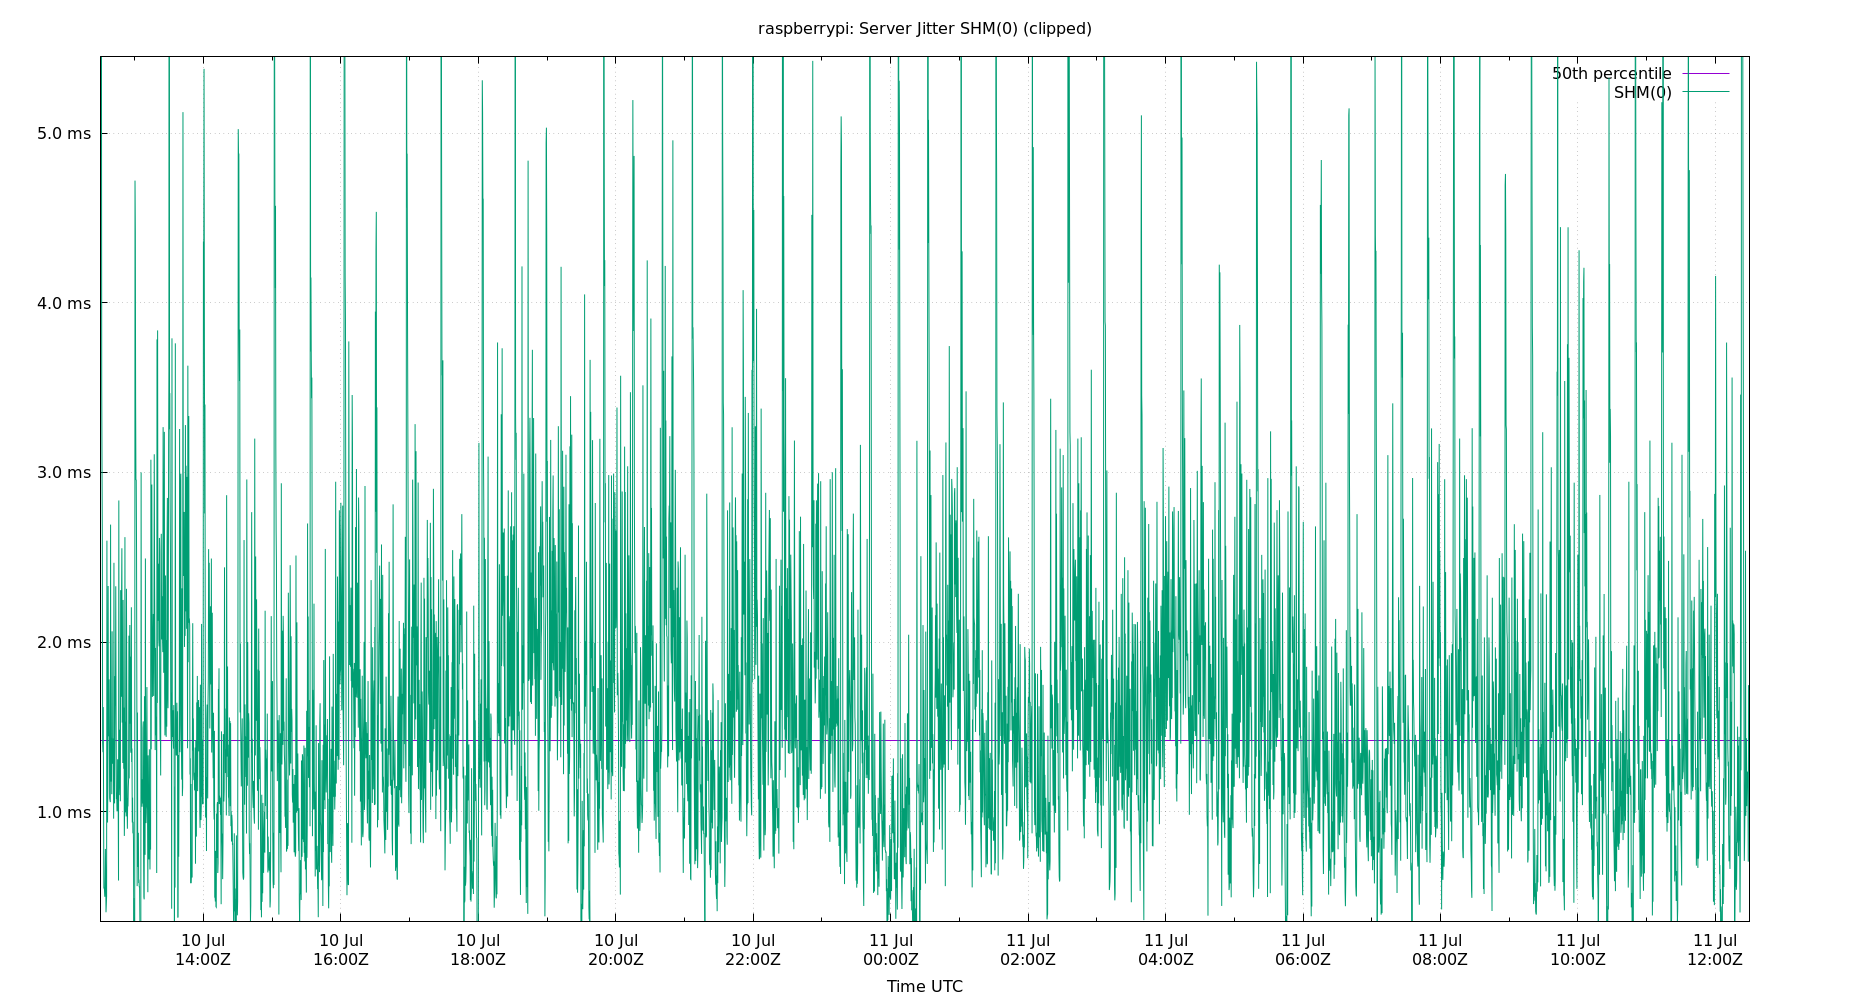 raspberrypi: Server Jitter SHM(0) (clipped)
50th percentile
SHM(0)
5.0 ms
4.0 ms
3.0 ms
2.0 ms
1.0 ms
10 Jul 10 Jul 10 Jul 10 Jul 10 Jul 11 Jul 11 Jul 11 Jul 11 Jul 11 Jul 11 Jul 11 Jul
14:00Z 16:00Z 18:00Z 20:00Z 22:00Z 00:00Z 02:00Z 04:00Z 06:00Z 08:00Z 10:00Z 12:00Z
Time UTC